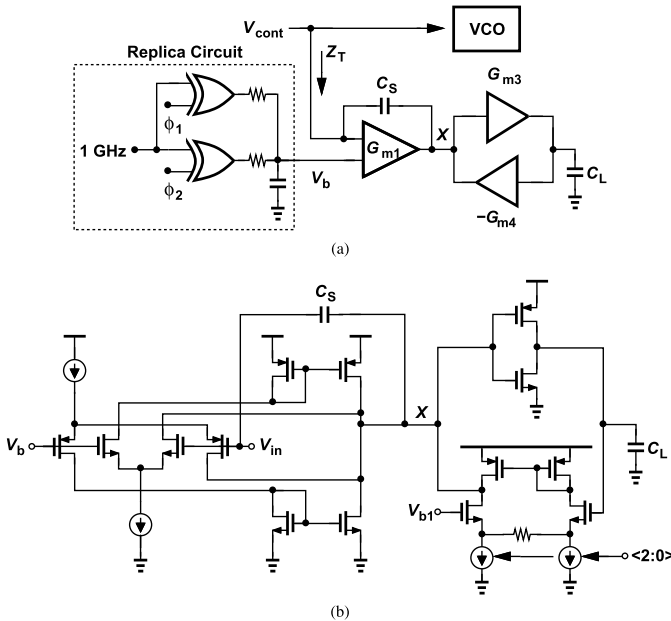 (a)
V_cont
VCO
Replica Circuit
Z_T
C_S
G_m3
ϕ_1
1 GHz
G_m1
X
ϕ_2
V_b
C_L
−G_m4
(a)
C_S
X
V_b
V_in
C_L
V_b1
<2:0>
(b)